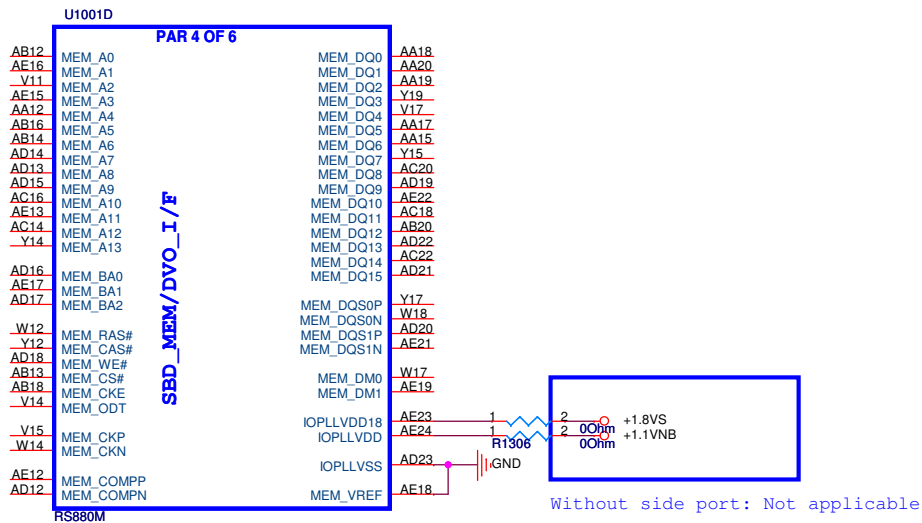 U1001D
PAR 4 OF 6
AB12 MEM_A0
AE16 MEM_A1
V11 MEM_A2
AE15 MEM_A3
AA12 MEM_A4
AB16 MEM_A5
AB14 MEM_A6
AD14 MEM_A7
AD13 MEM_A8
AD15 MEM_A9
AC16 MEM_A10
AE13 MEM_A11
AC14 MEM_A12
Y14 MEM_A13
AD16 MEM_BA0
AE17 MEM_BA1
AD17 MEM_BA2
W12 MEM_RAS#
Y12 MEM_CAS#
AD18 MEM_WE#
AB13 MEM_CS#
AB18 MEM_CKE
V14 MEM_ODT
V15 MEM_CKP
W14 MEM_CKN
AE12 MEM_COMPP
AD12 MEM_COMPN
SBD_MEM/DVO_I/F
MEM_DQ0 AA18
MEM_DQ1 AA20
MEM_DQ2 AA19
MEM_DQ3 Y19
MEM_DQ4 V17
MEM_DQ5 AA17
MEM_DQ6 AA15
MEM_DQ7 Y15
MEM_DQ8 AC20
MEM_DQ9 AD19
MEM_DQ10 AE22
MEM_DQ11 AC18
MEM_DQ12 AB20
MEM_DQ13 AD22
MEM_DQ14 AC22
MEM_DQ15 AD21
MEM_DQS0P Y17
MEM_DQS0N W18
MEM_DQS1P AD20
MEM_DQS1N AE21
MEM_DM0 W17
MEM_DM1 AE19
IOPLLVDD18 AE23 1 2 0Ohm +1.8VS
IOPLLVDD AE24 1 R1306 2 0Ohm +1.1VNB
IOPLLVSS AD23 GND
MEM_VREF AE18
RS880M
Without side port: Not applicable